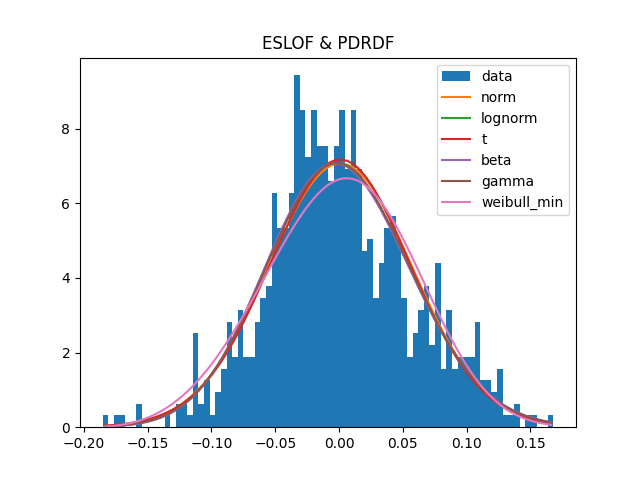 ESLOF & PDRDF
data
norm
lognorm
t
beta
gamma
weibull_min
8
6
4
2
0
−0.20 −0.15 −0.10 −0.05 0.00 0.05 0.10 0.15